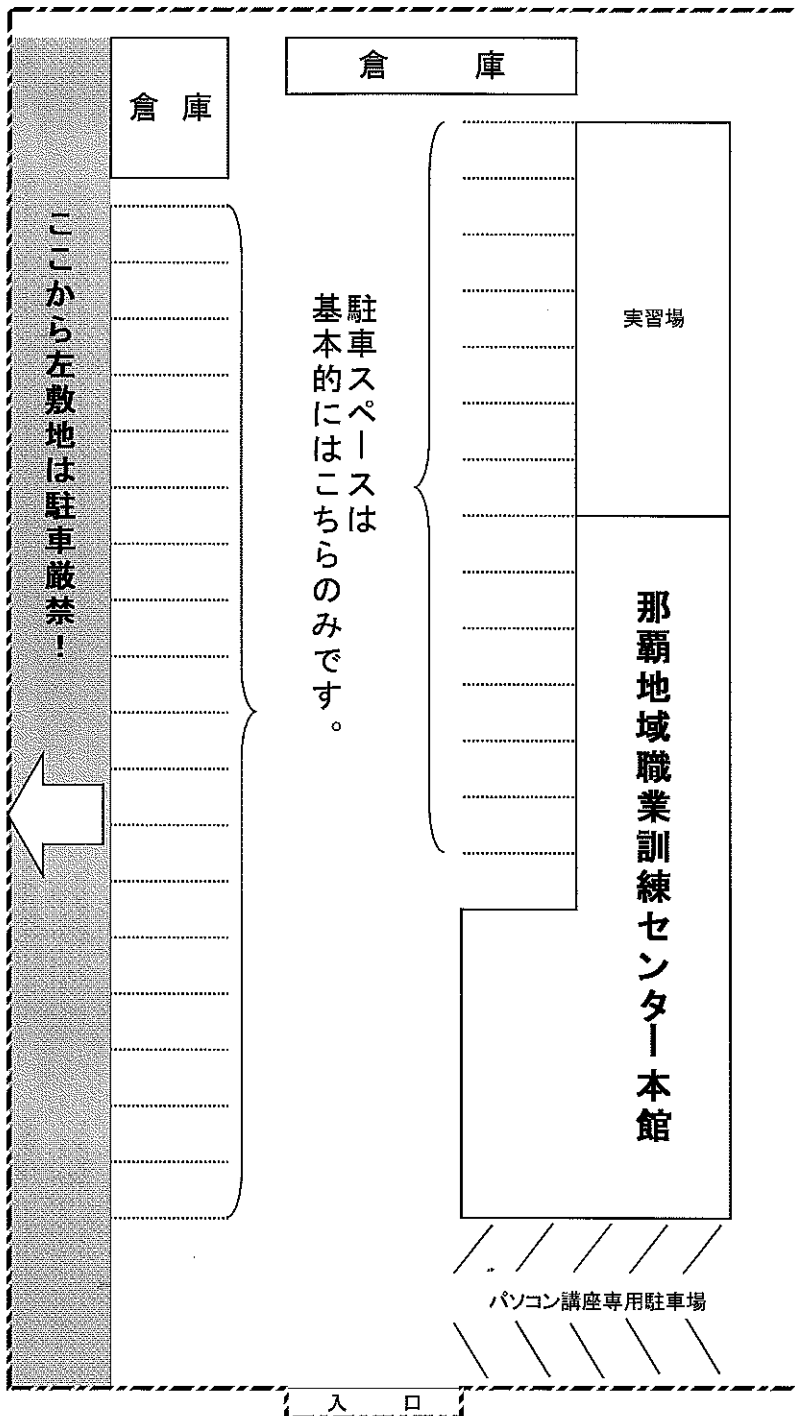 倉庫
倉庫
ここから左敷地は駐車厳禁！
駐車スペースは
基本的にはこちらのみです。
実習場
那覇地域職業訓練センター本館
パソコン講座専用駐車場
入口